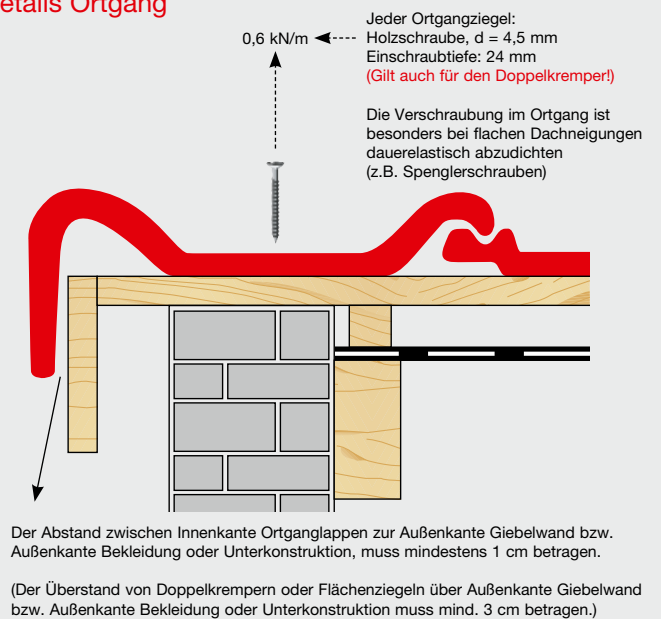 etails Ortgang
0,6 kN/m
Jeder Ortgangziegel:
Holzschraube, d = 4,5 mm
Einschraubtiefe: 24 mm
(Gilt auch für den Doppelkremper!)
Die Verschraubung im Ortgang ist
besonders bei flachen Dachneigungen
dauerelastisch abzudichten
(z.B. Spenglerschrauben)
Der Abstand zwischen Innenkante Ortganglappen zur Außenkante Giebelwand bzw.
Außenkante Bekleidung oder Unterkonstruktion, muss mindestens 1 cm betragen.
(Der Überstand von Doppelkrempern oder Flächenziegeln über Außenkante Giebelwand
bzw. Außenkante Bekleidung oder Unterkonstruktion muss mind. 3 cm betragen.)